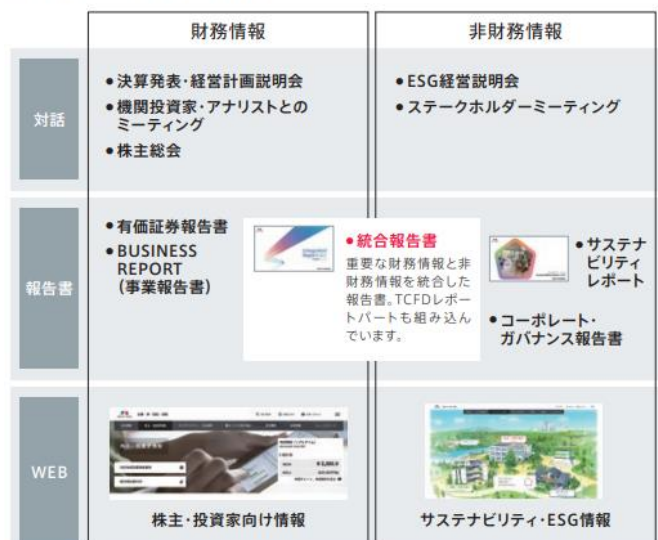 財務情報
非財務情報
対話
●決算発表・経営計画説明会
●機関投資家・アナリストとの
ミーティング
●株主総会
●ESG経営説明会
●ステークホルダーミーティング
報告書
●有価証券報告書
●BUSINESS
REPORT
(事業報告書)
●統合報告書
重要な財務情報と非
財務情報を統合した
報告書。TCFDレポー
トパートも組み込ん
でいます。
●サステナ
ビリティ
レポート
●コーポレート・
ガバナンス報告書
WEB
株主・投資家向け情報
サステナビリティ・ESG情報